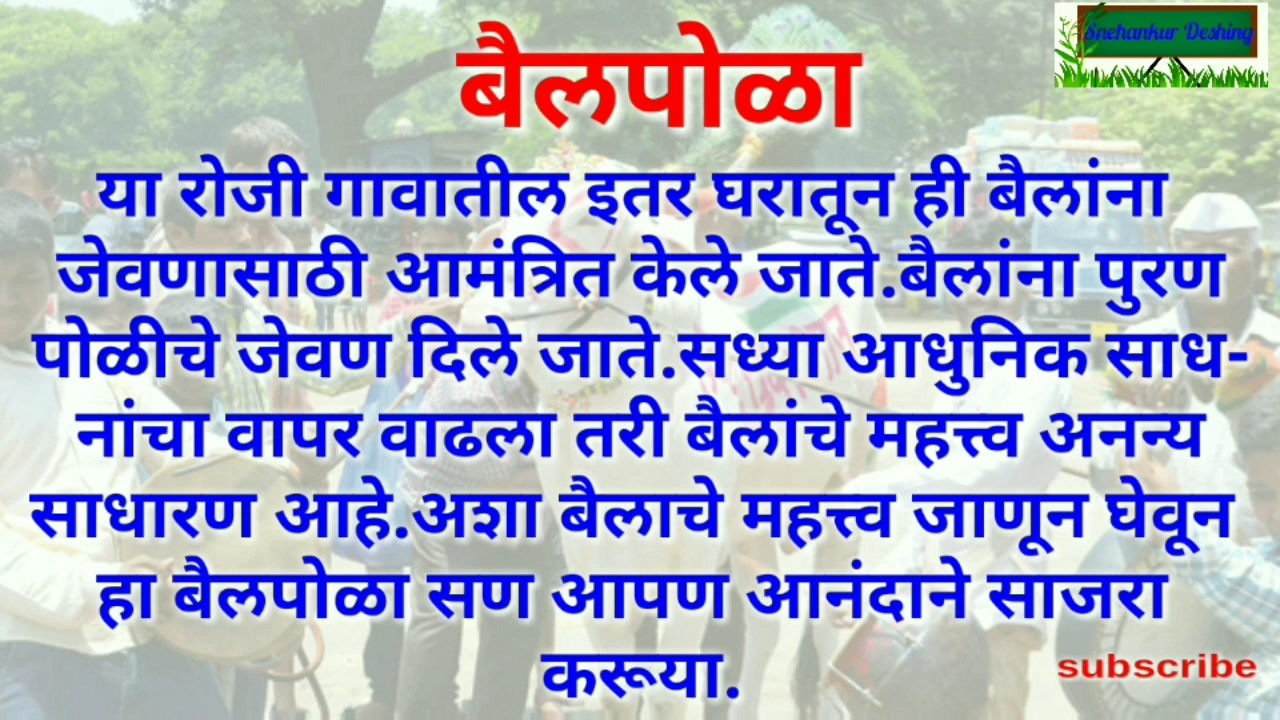 Snehankur Deshing
बैलपोळा
या रोजी गावातील इतर घरातून ही बैलांना
जेवणासाठी आमंत्रित केले जाते.बैलांना पुरण
पोळीचे जेवण दिले जाते.सध्या आधुनिक साध-
नांचा वापर वाढला तरी बैलांचे महत्त्व अनन्य
साधारण आहे.अशा बैलाचे महत्त्व जाणून घेवून
हा बैलपोळा सण आपण आनंदाने साजरा
करूया.
subscribe